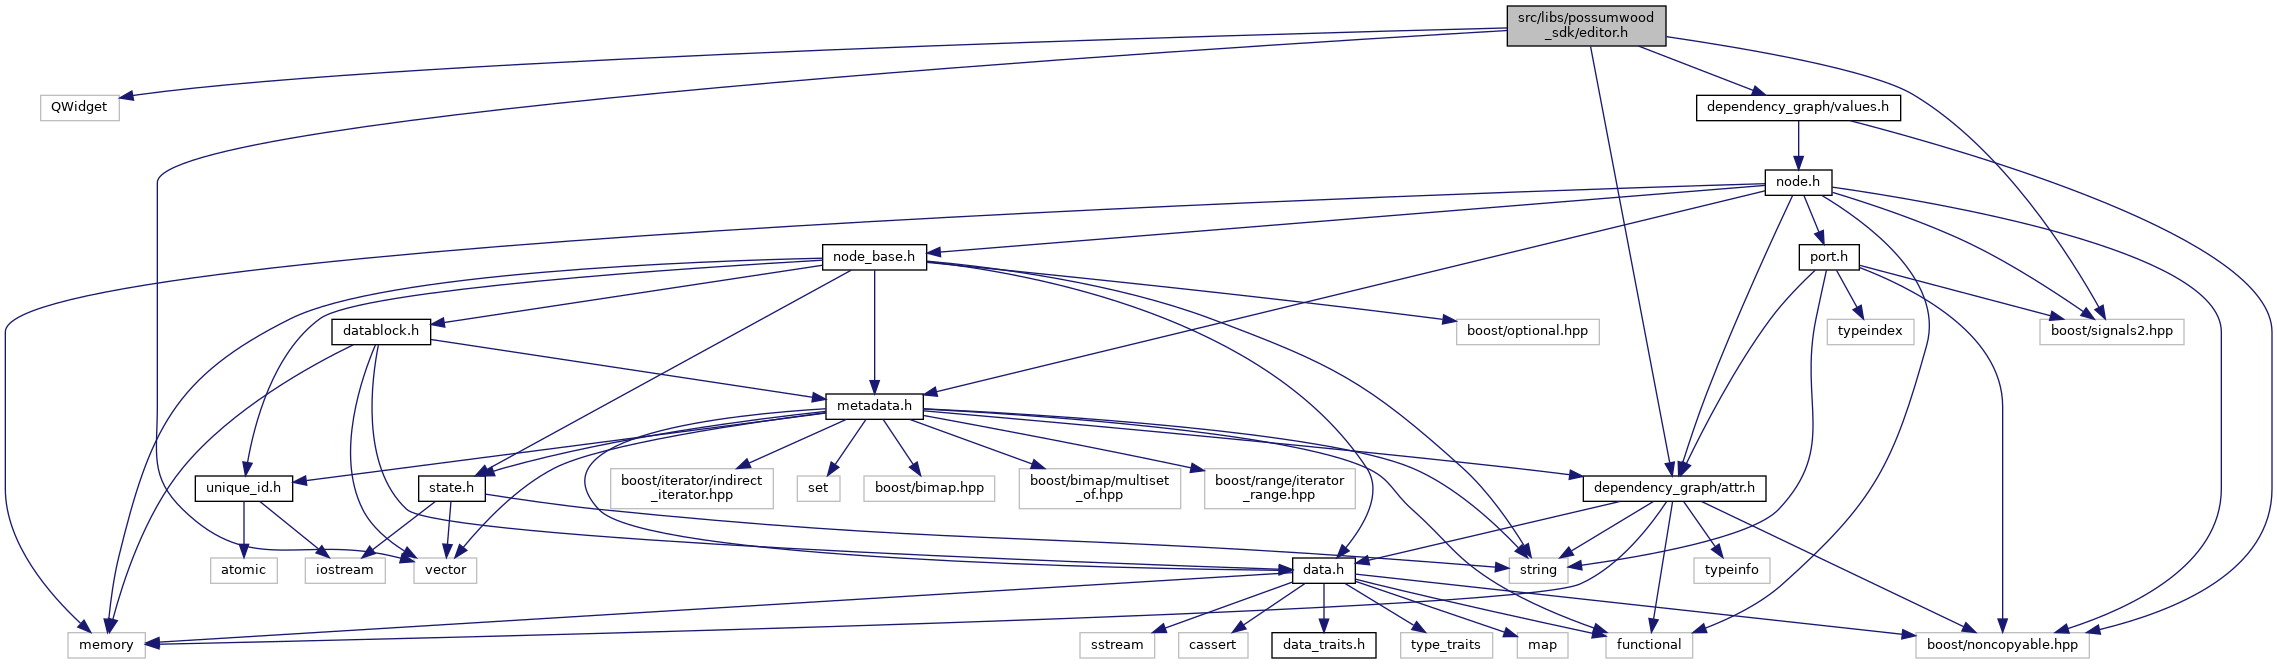 src/libs/possumwood
_sdk/editor.h
QWidget
dependency_graph/values.h
node.h
node_base.h
port.h
datablock.h
boost/optional.hpp
typeindex
boost/signals2.hpp
metadata.h
unique_id.h
state.h
boost/iterator/indirect
_iterator.hpp
set
boost/bimap.hpp
boost/bimap/multiset
_of.hpp
boost/range/iterator
_range.hpp
dependency_graph/attr.h
atomic
iostream
vector
data.h
string
typeinfo
memory
sstream
cassert
data_traits.h
type_traits
map
functional
boost/noncopyable.hpp